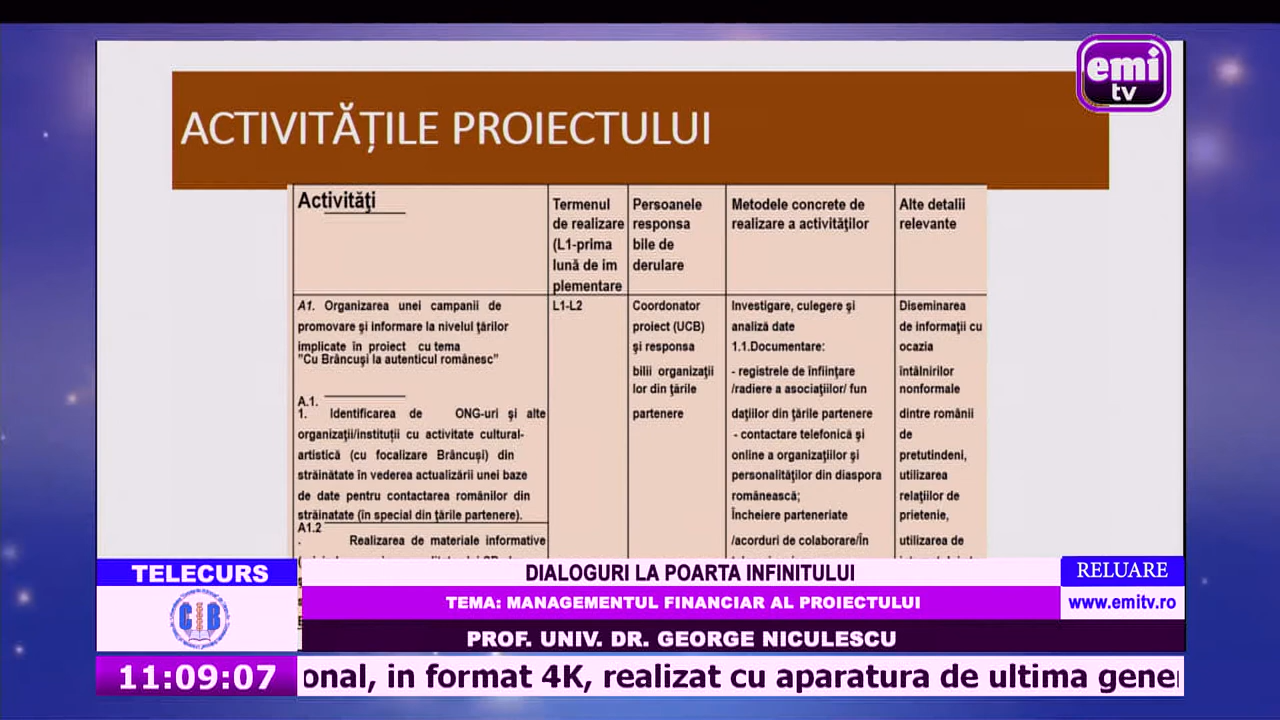 emi
tv
ACTIVITĂȚILE PROIECTULUI
Activităţi
Termenul
de realizare
(L1-prima
lună de im
plementare
Persoanele
responsa
bile de
derulare
Metodele concrete de
realizare a activităţilor
Alte detalii
relevante
A1. Organizarea unei campanii de
promovare şi informare la nivelul ţărilor
implicate în proiect cu tema
"Cu Brâncuşi la autenticul românesc"
A.1.
1. Identificarea de ONG-uri şi alte
organizaţii/instituţii cu activitate cultural-
artistică (cu focalizare Brâncuşi) din
străinătate în vederea actualizării unei baze
de date pentru contactarea românilor din
străinatate (în special din ţările partenere).
A1.2
. Realizarea de materiale informative
L1-L2
Coordonator
proiect (UCB)
şi responsa
bilii organizaţii
lor din ţările
partenere
Investigare, culegere şi
analiză date
1.1.Documentare:
- registrele de înfiinţare
/radiere a asociaţiilor/ fun
daţiilor din ţările partenere
- contactare telefonică şi
online a organizaţiilor şi
personalităţilor din diaspora
românească;
Încheiere parteneriate
/acorduri de colaborare/în
Diseminarea
de informaţii cu
ocazia
întâlnirilor
nonformale
dintre românii
de
pretutindeni,
utilizarea
relaţiilor de
prietenie,
utilizarea de
TELECURS
DIALOGURI LA POARTA INFINITULUI
RELUARE
TEMA: MANAGEMENTUL FINANCIAR AL PROIECTULUI
www.emitv.ro
PROF. UNIV. DR. GEORGE NICULESCU
11:09:07
onal, in format 4K, realizat cu aparatura de ultima gene